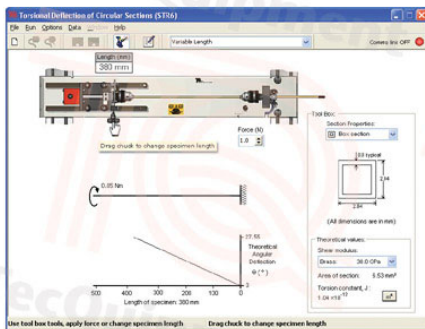 Torsional Deflection of Circular Sections (STR6)
File Run Options Data Window Help
Variable Length
Comms link OFF
Length (mm)
380 mm
Drag chuck to change specimen length
Force (N)
1.0
Tool Box:
Section Properties:
Box section
0.05 Nm
(All dimensions are in mm)
Theoretical
Angular
Deflection
Θ (°)
Theoretical values:
Shear modulus:
Brass: 38.0 GPa
Area of section: 5.53 mm²
Torsion constant, J:
500 400 300 200 100 0
Length of specimen: 380mm
Use tool box tools, apply force or change specimen length
Drag chuck to change specimen length